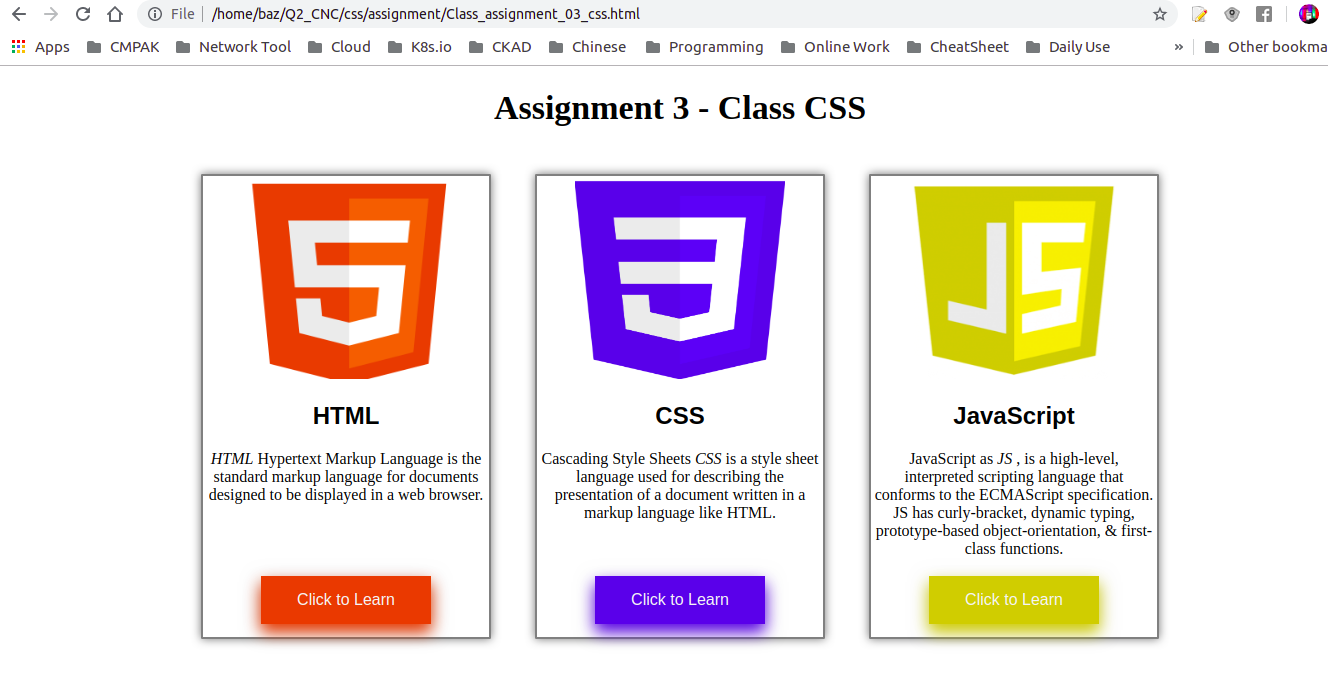 File /home/baz/Q2_CNC/css/assignment/Class_assignment_03_css.html
Apps CMPAK Network Tool Cloud K8s.io CKAD Chinese Programming Online Work CheatSheet Daily Use » Other bookma
Assignment 3 - Class CSS
5
3
JS
HTML
HTML Hypertext Markup Language is the
standard markup language for documents
designed to be displayed in a web browser.
Click to Learn
CSS
Cascading Style Sheets CSS is a style sheet
language used for describing the
presentation of a document written in a
markup language like HTML.
Click to Learn
JavaScript
JavaScript as JS , is a high-level,
interpreted scripting language that
conforms to the ECMAScript specification.
JS has curly-bracket, dynamic typing,
prototype-based object-orientation, & first-
class functions.
Click to Learn